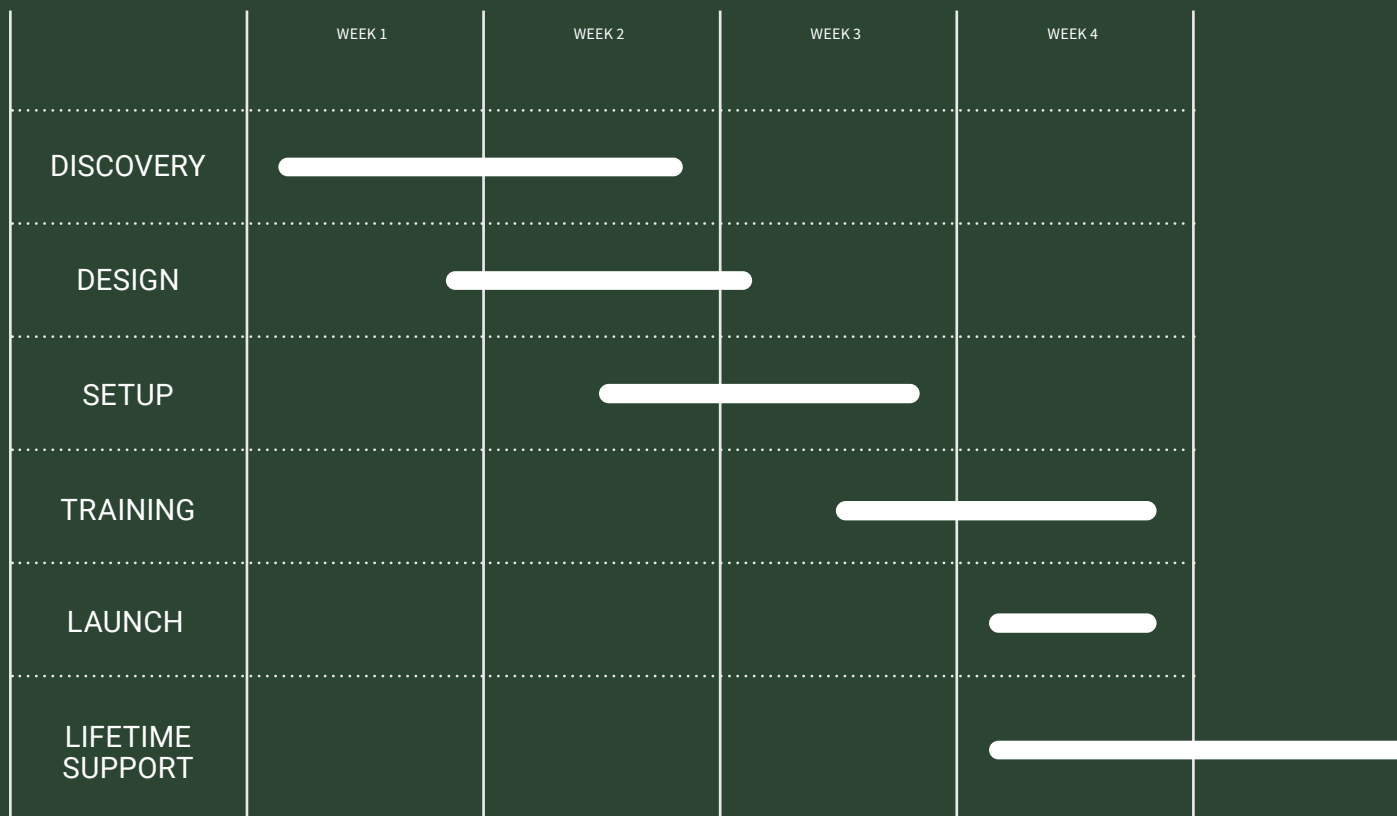 WEEK 1
WEEK 2
WEEK 3
WEEK 4
DISCOVERY
DESIGN
SETUP
TRAINING
LAUNCH
LIFETIME
SUPPORT